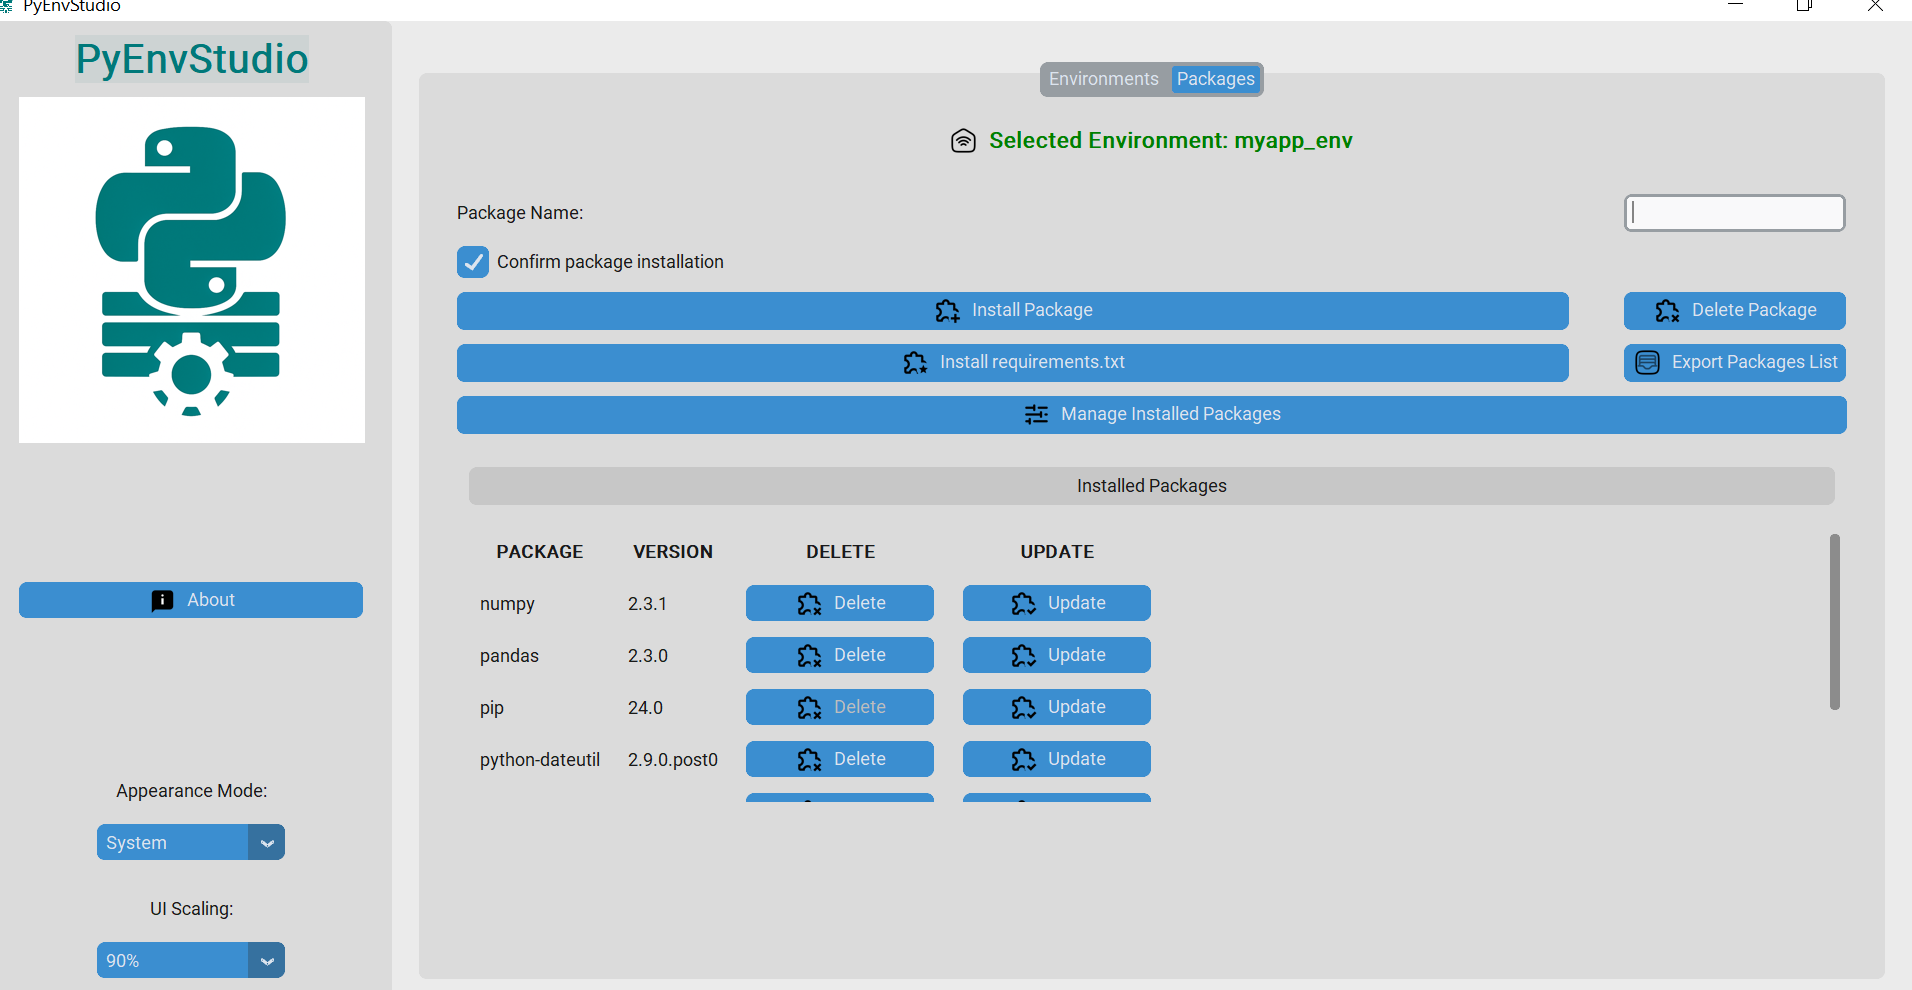 PyEnvStudio
PyEnvStudio
Environments Packages
Selected Environment: myapp_env
Package Name:
Confirm package installation
Install Package Delete Package
Install requirements.txt Export Packages List
Manage Installed Packages
Installed Packages
PACKAGE VERSION DELETE UPDATE
numpy 2.3.1 Delete Update
pandas 2.3.0 Delete Update
pip 24.0 Delete Update
python-dateutil 2.9.0.post0 Delete Update
About
Appearance Mode:
System
UI Scaling:
90%